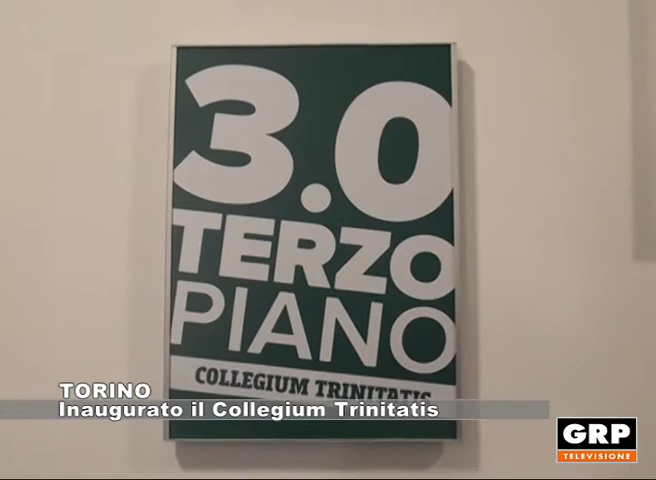 3.0
TERZO
PIANO
COLLEGIUM TRINITATIS
TORINO
Inaugurato il Collegium Trinitatis
GRP
TELEVISIONE